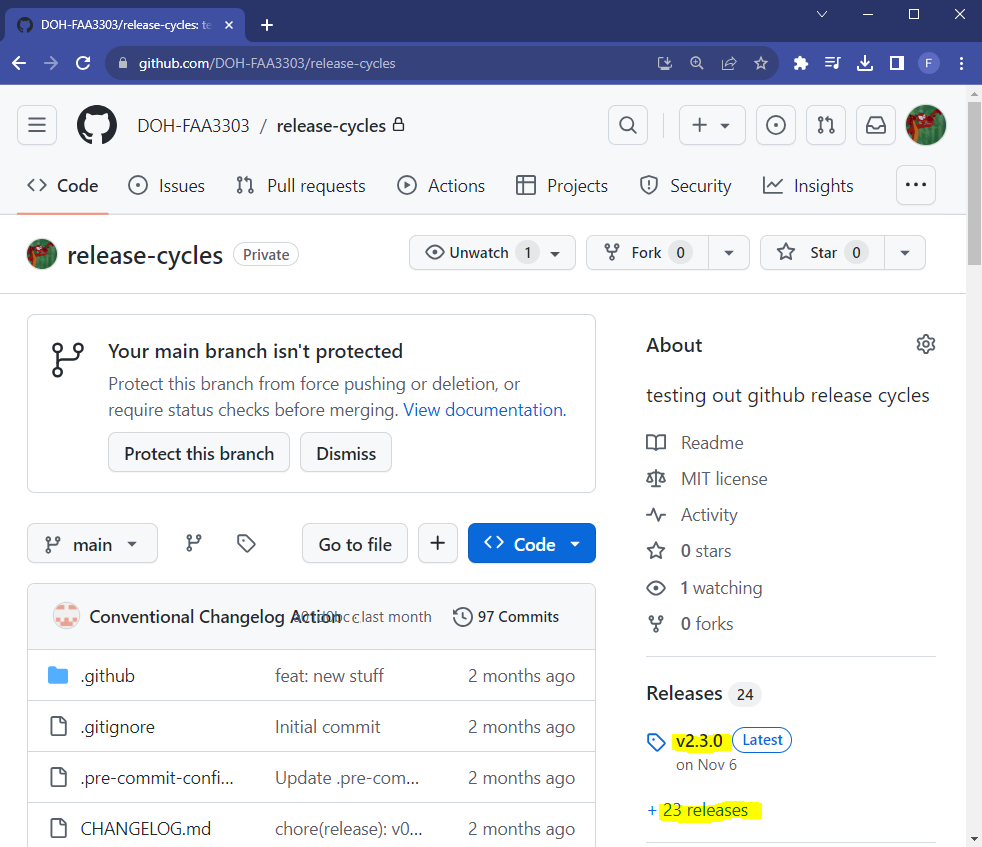 DOH-FAA3303/release-cycles: te
github.com/DOH-FAA3303/release-cycles
F
DOH-FAA3303 / release-cycles
Code Issues Pull requests Actions Projects Security Insights
release-cycles Private Unwatch 1 Fork 0 Star 0
Your main branch isn't protected
Protect this branch from force pushing or deletion, or
require status checks before merging. View documentation.
Protect this branch Dismiss
main Go to file Code
Conventional Changelog Action last month 97 Commits
.github feat: new stuff 2 months ago
.gitignore Initial commit 2 months ago
.pre-commit-confi... Update .pre-com... 2 months ago
CHANGELOG.md chore(release): v0... 2 months ago
About
testing out github release cycles
Readme
MIT license
Activity
0 stars
1 watching
0 forks
Releases 24
v2.3.0 Latest
on Nov 6
+ 23 releases